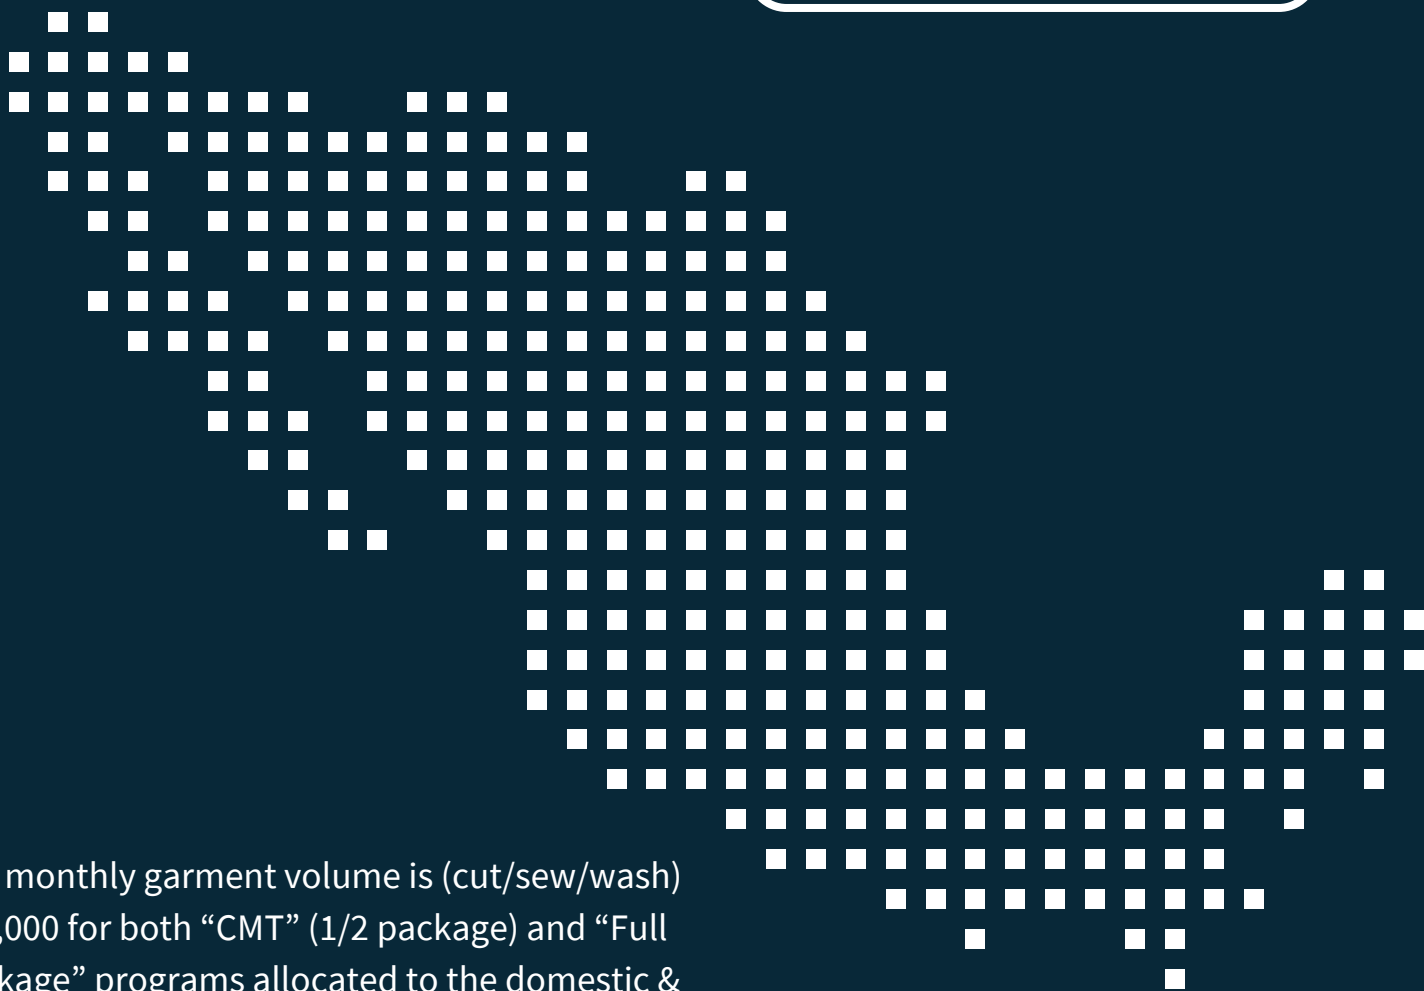 monthly garment volume is (cut/sew/wash)
,000 for both “CMT” (1/2 package) and “Full
kage” programs allocated to the domestic &